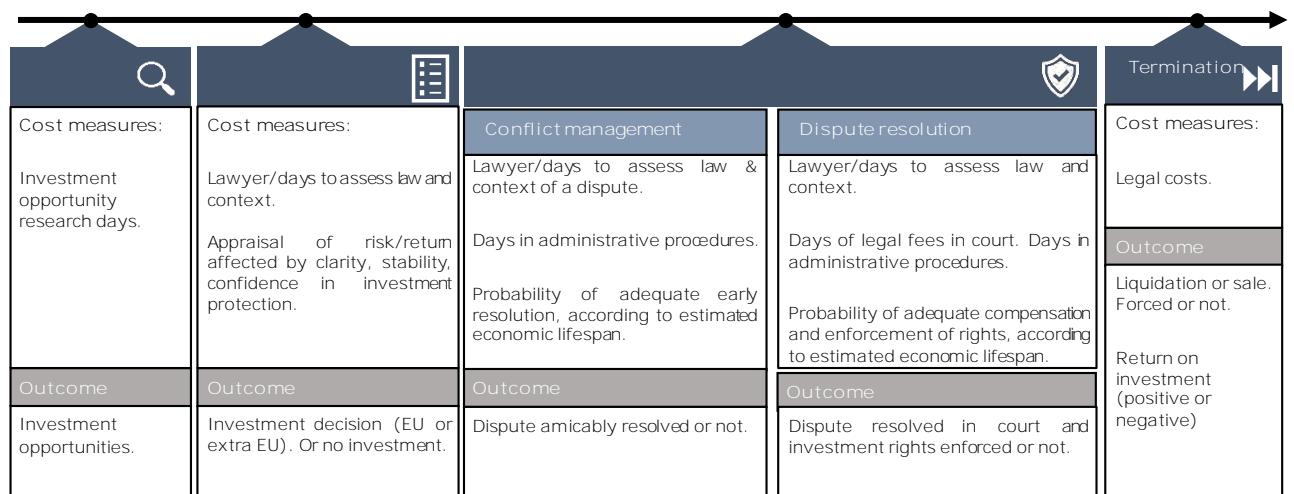 Cost measures:
Investment
opportunity
research days.
Outcome
Investment
opportunities.
Cost measures:
Lawyer/days to assess law and
context.
Appraisal of risk/return
affected by clarity, stability,
confidence in investment
protection.
Outcome
Investment decision (EU or
extra EU). Or no investment.
Conflict management
Lawyer/days to assess law &
context of a dispute.
Days in administrative procedures.
Probability of adequate early
resolution, according to estimated
economic lifespan.
Outcome
Dispute amicably resolved or not.
Dispute resolution
Lawyer/days to assess law and
context.
Days of legal fees in court. Days in
administrative procedures.
Probability of adequate compensation
and enforcement of rights, according
to estimated economic lifespan.
Outcome
Dispute resolved in court and
investment rights enforced or not.
Termination
Cost measures:
Legal costs.
Outcome
Liquidation or sale.
Forced or not.
Return on
investment
(positive or
negative)